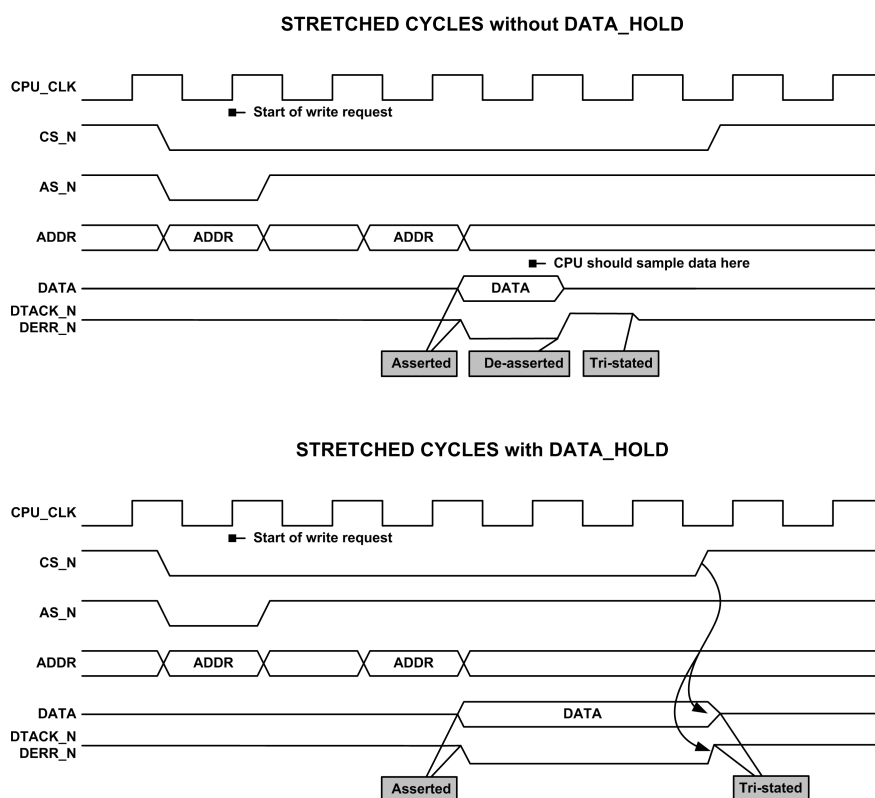 STRETCHED CYCLES without DATA_HOLD
CPU_CLK
Start of write request
CS_N
AS_N
ADDR ADDR ADDR
CPU should sample data here
DATA DATA
DTACK_N
DERR_N
Asserted De-asserted Tri-stated
STRETCHED CYCLES with DATA_HOLD
CPU_CLK
Start of write request
CS_N
AS_N
ADDR ADDR ADDR
DATA DATA
DTACK_N
DERR_N
Asserted Tri-stated